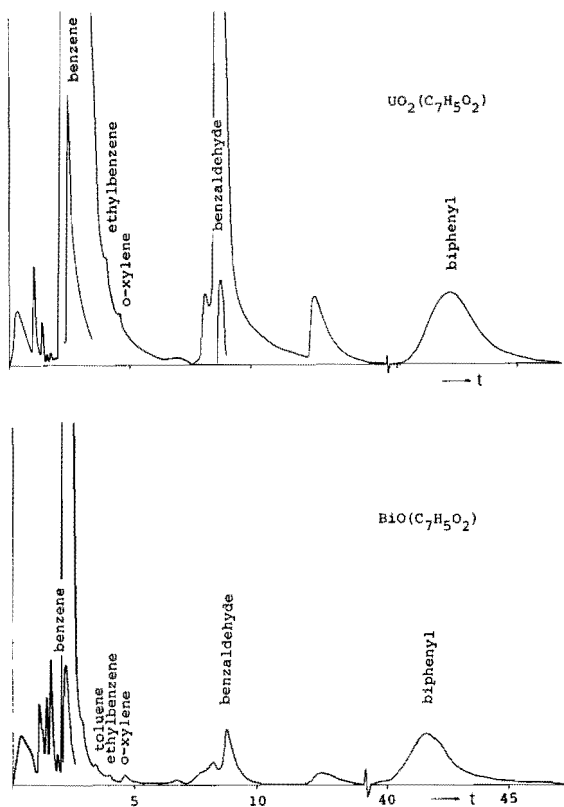 benzene
ethylbenzene
o-xylene
benzaldehyde
UO₂(C₇H₅O₂)
biphenyl
t
BiO(C₇H₅O₂)
benzene
toluene
ethylbenzene
o-xylene
benzaldehyde
biphenyl
5
10
40
45
t